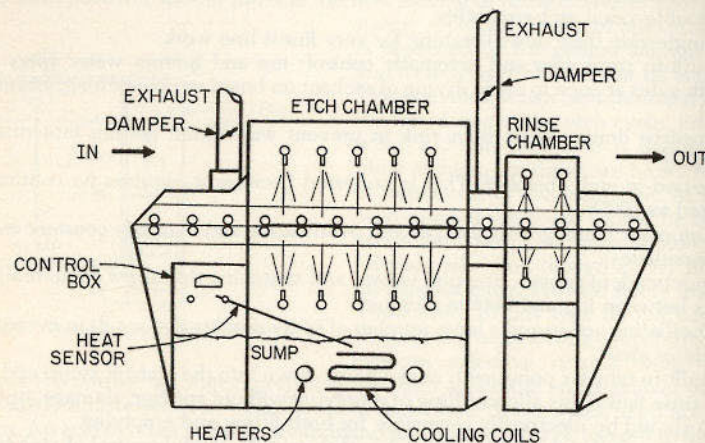 EXHAUST
DAMPER
EXHAUST
ETCH CHAMBER
DAMPER
RINSE
CHAMBER
IN
OUT
CONTROL
BOX
HEAT
SENSOR
SUMP
HEATERS
COOLING COILS